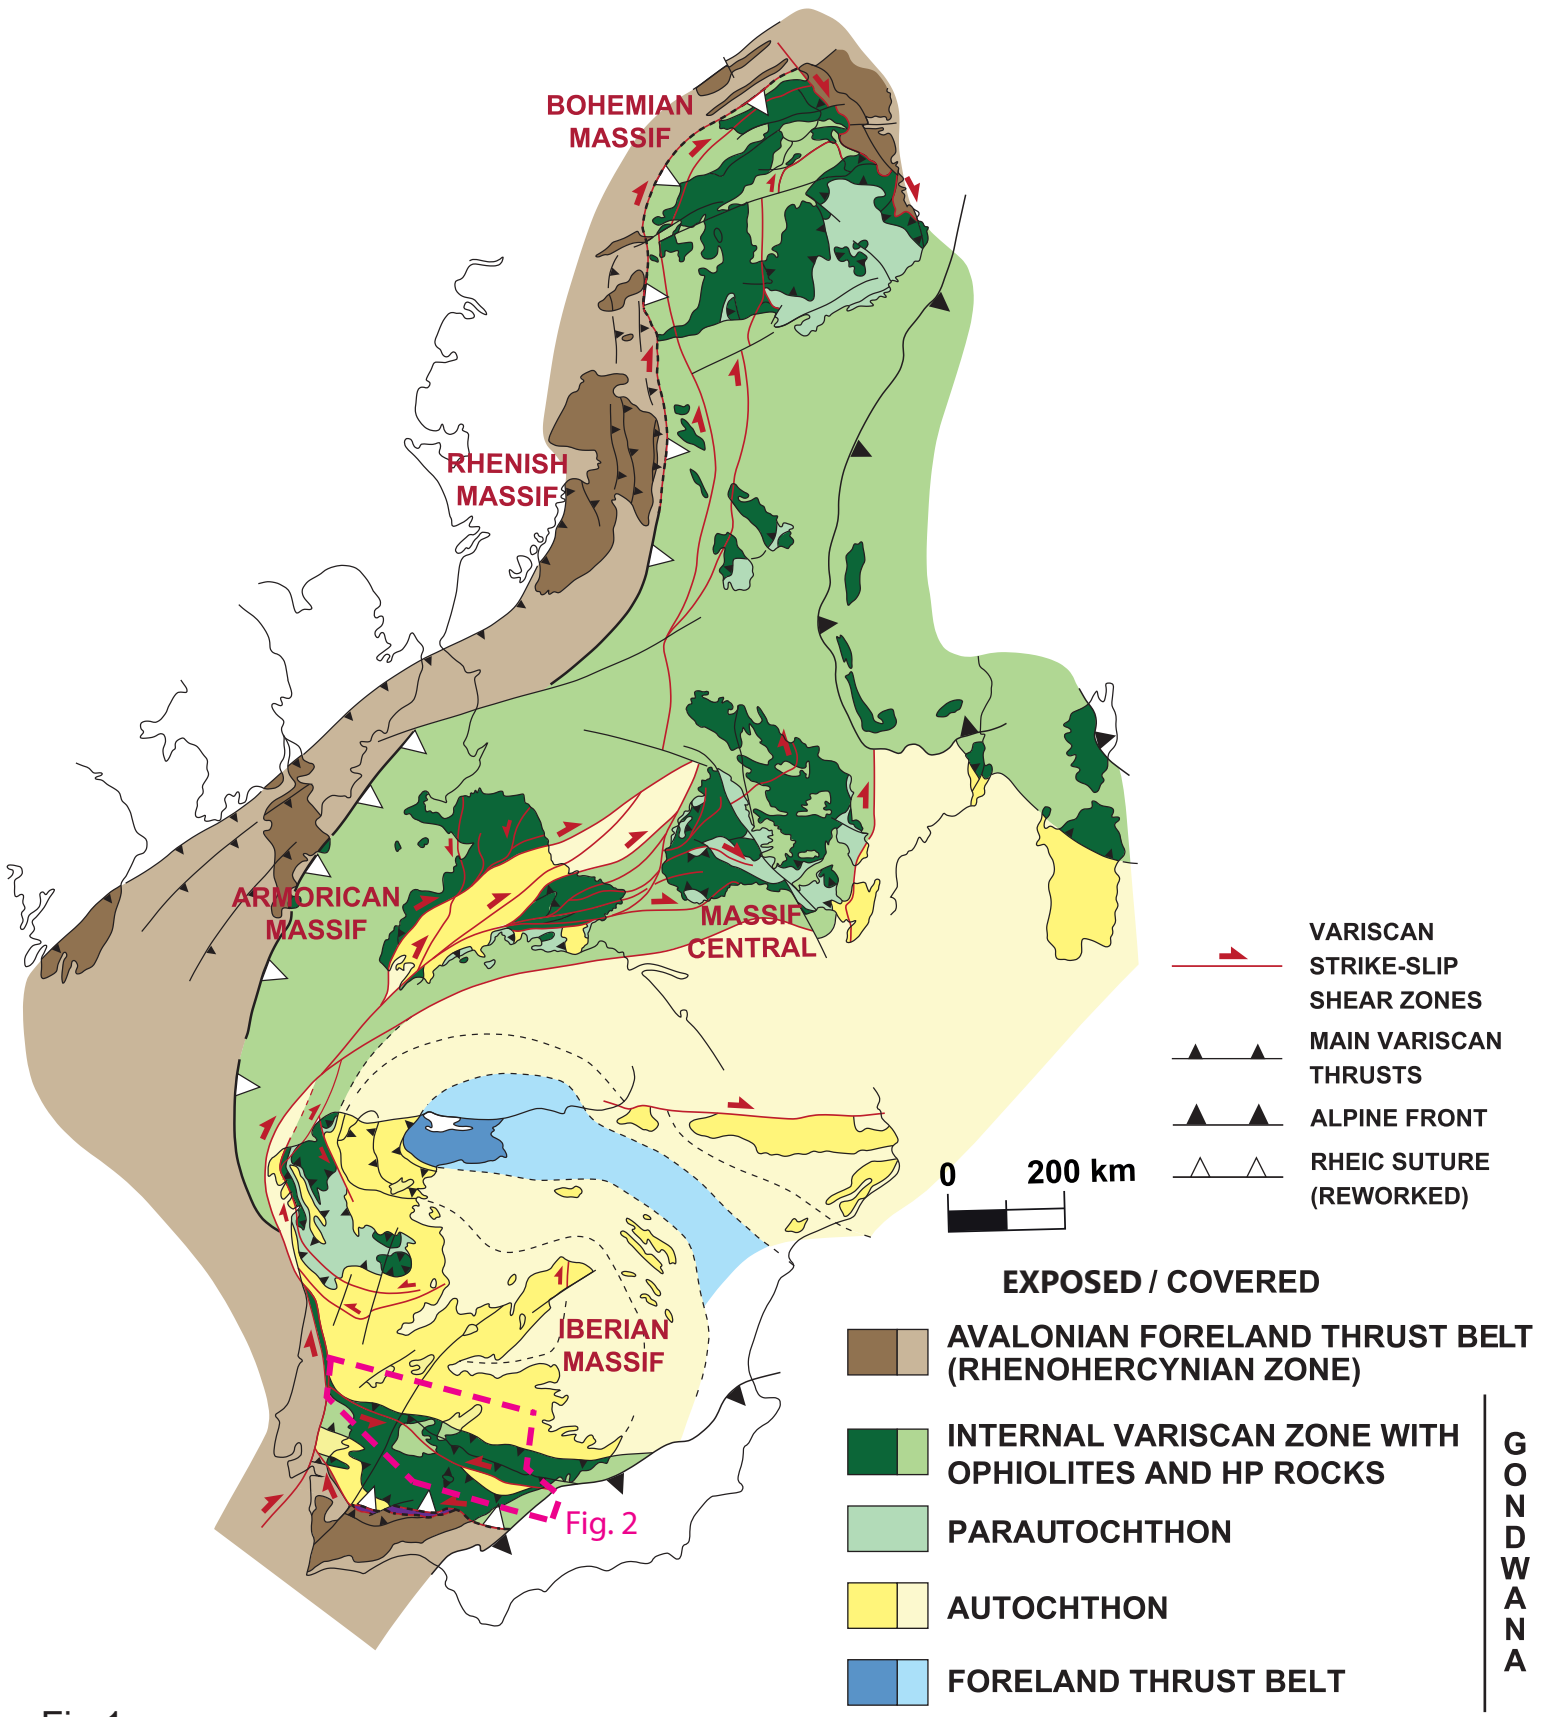 BOHEMIAN
MASSIF
RHENISH
MASSIF
ARMORICAN
MASSIF
MASSIF
CENTRAL
IBERIAN
MASSIF
Fig. 2
VARISCAN
STRIKE-SLIP
SHEAR ZONES
MAIN VARISCAN
THRUSTS
ALPINE FRONT
RHEIC SUTURE
(REWORKED)
0 200 km
EXPOSED / COVERED
AVALONIAN FORELAND THRUST BELT
(RHENOHERCYNIAN ZONE)
INTERNAL VARISCAN ZONE WITH
OPHIOLITES AND HP ROCKS
PARAUTOCHTHON
AUTOCHTHON
FORELAND THRUST BELT
GONDWANA